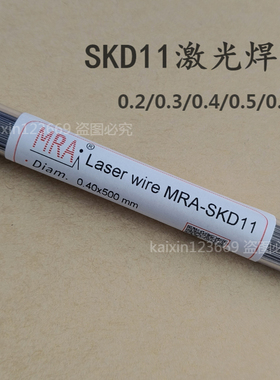 SKD11激光焊
0.2/0.3/0.4/0.5/0.
kaixin123669 盗图必究
MRA®
Laser wire MRA-SKD11
Diam. 0.40x500 mm
kaixin123669 盗图必究